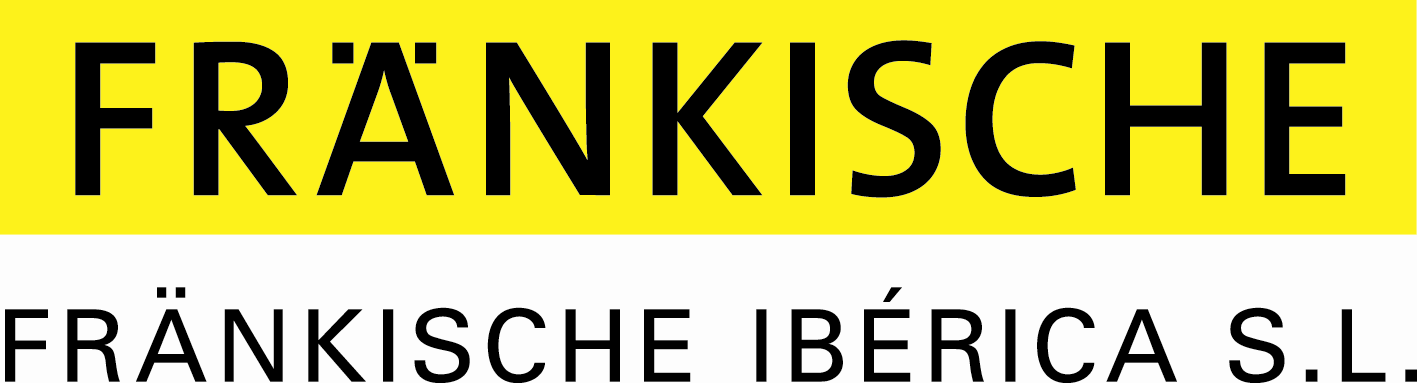 FRÄNKISCHE
FRÄNKISCHE IBÉRICA S.L.